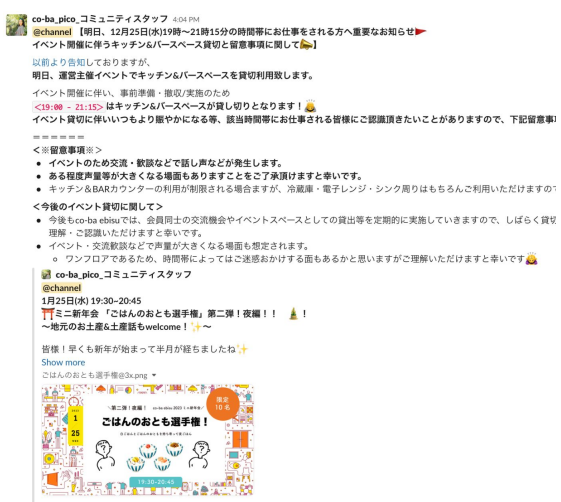 co-ba_pico_コミュニティスタッフ 4:04 PM
@channel 【明日、12月25日(水)19時〜21時15分の時間帯にお仕事をされる方へ重要なお知らせ🚩
イベント開催に伴うキッチン&バースペース貸切と留意事項に関して📣】
以前より告知しておりますが、
明日、運営主催イベントでキッチン&バースペースを貸切利用致します。
イベント開催に伴い、事前準備・撤収/実施のため
<19:00 - 21:15> はキッチン&バースペースが貸し切りとなります！🙇
イベント貸切に伴いいつもより賑やかになる等、該当時間帯にお仕事される皆様にご認識頂きたいことがありますので、下記留意事
＝＝＝＝＝＝
＜※留意事項※＞
• イベントのため交流・歓談などで話し声などが発生します。
• ある程度声量等が大きくなる場面もありますことをご了承頂けますと幸いです。
• キッチン＆BARカウンターの利用が制限される場合ますが、冷蔵庫・電子レンジ・シンク周りはもちろんご利用いただけますので
＜今後のイベント貸切に関して＞
• 今後もco-ba ebisuでは、会員同士の交流機会やイベントスペースとしての貸出等を定期的に実施していきますので、しばらく貸切
理解・ご認識いただけますと幸いです。
• イベント・交流歓談などで声量が大きくなる場面も想定されます。
◦ ワンフロアであるため、時間帯によってはご迷惑おかけする面もあるかと思いますがご理解いただけますと幸いです🙇
co-ba_pico_コミュニティスタッフ
@channel
1月25日(水) 19:30~20:45
⛩️ミニ新年会 「ごはんのおとも選手権」第二弾！夜編！！ 🎍！
〜地元のお土産&土産話もwelcome！✨〜
皆様！早くも新年が始まって半月が経ちましたね✨
Show more
ごはんのおとも選手権@3x.png
限定
10名
＼第二弾！夜編！
1
25
ごはんのおとも選手権！
19:30-20:45